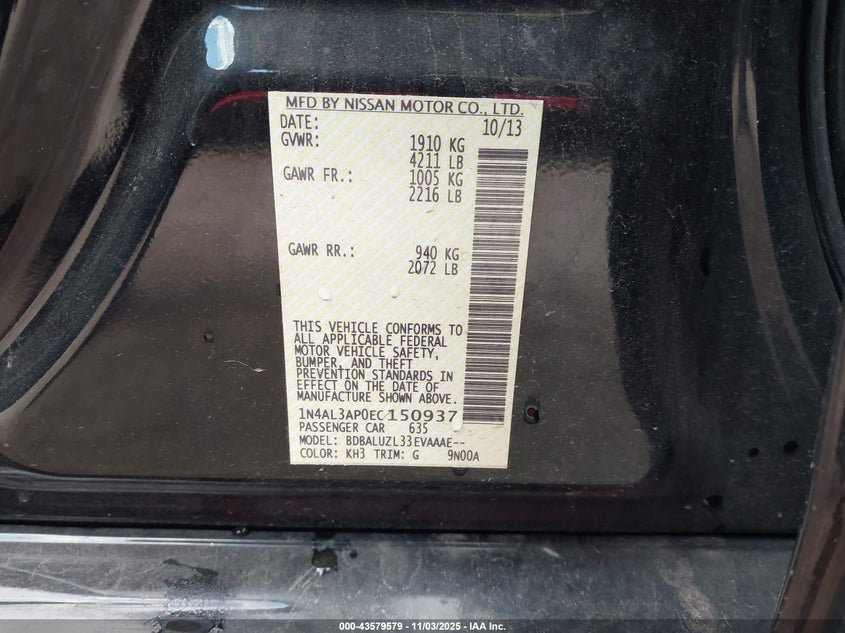 MFD BY NISSAN MOTOR CO., LTD.
DATE: 10/13
GVWR: 1910 KG
4211 LB
GAWR FR.: 1005 KG
2216 LB
GAWR RR.: 940 KG
2072 LB
THIS VEHICLE CONFORMS TO
ALL APPLICABLE FEDERAL
MOTOR VEHICLE SAFETY,
BUMPER, AND THEFT
PREVENTION STANDARDS IN
EFFECT ON THE DATE OF
MANUFACTURE SHOWN ABOVE.
1N4AL3AP0EC150937
PASSENGER CAR 635
MODEL: BDBALUZL33EVAAAE--
COLOR: KH3 TRIM: G 9N00A
000-43579579 | 11/03/2025 | IAA Inc.